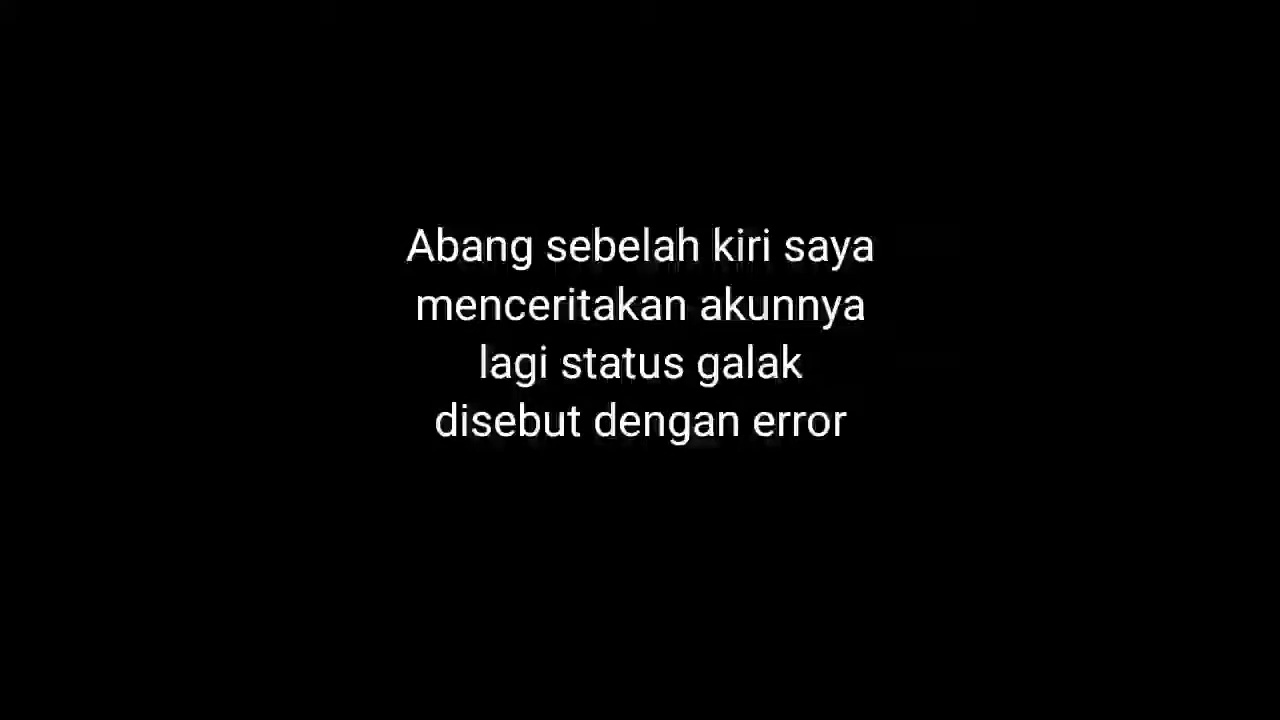 Abang sebelah kiri saya
menceritakan akunnya
lagi status galak
disebut dengan error